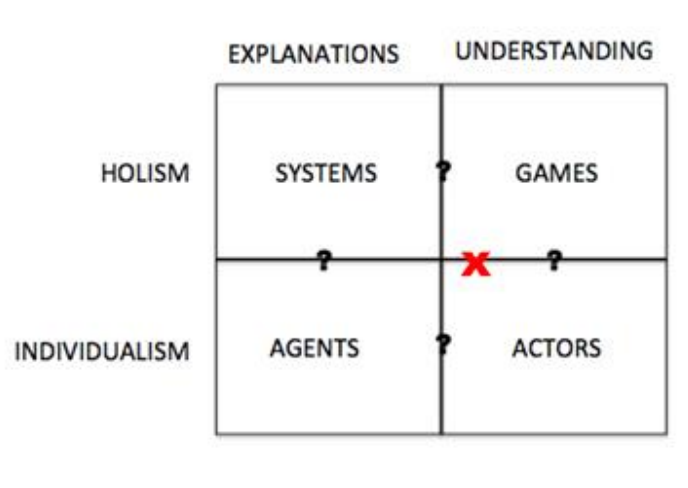 EXPLANATIONS UNDERSTANDING
HOLISM SYSTEMS ? GAMES
? X ?
INDIVIDUALISM AGENTS ? ACTORS